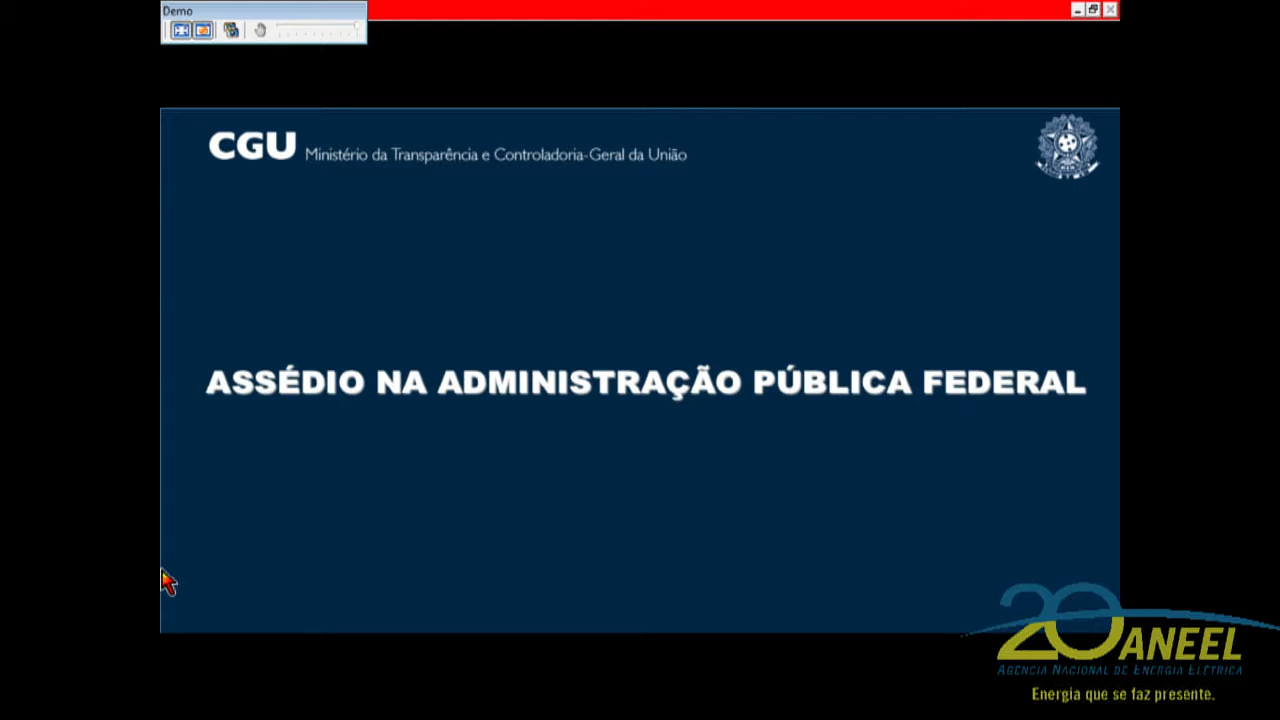 Demo
CGU Ministério da Transparência e Controladoria-Geral da União
ASSÉDIO NA ADMINISTRAÇÃO PÚBLICA FEDERAL
20 ANEEL
AGÊNCIA NACIONAL DE ENERGIA ELÉTRICA
Energia que se faz presente.